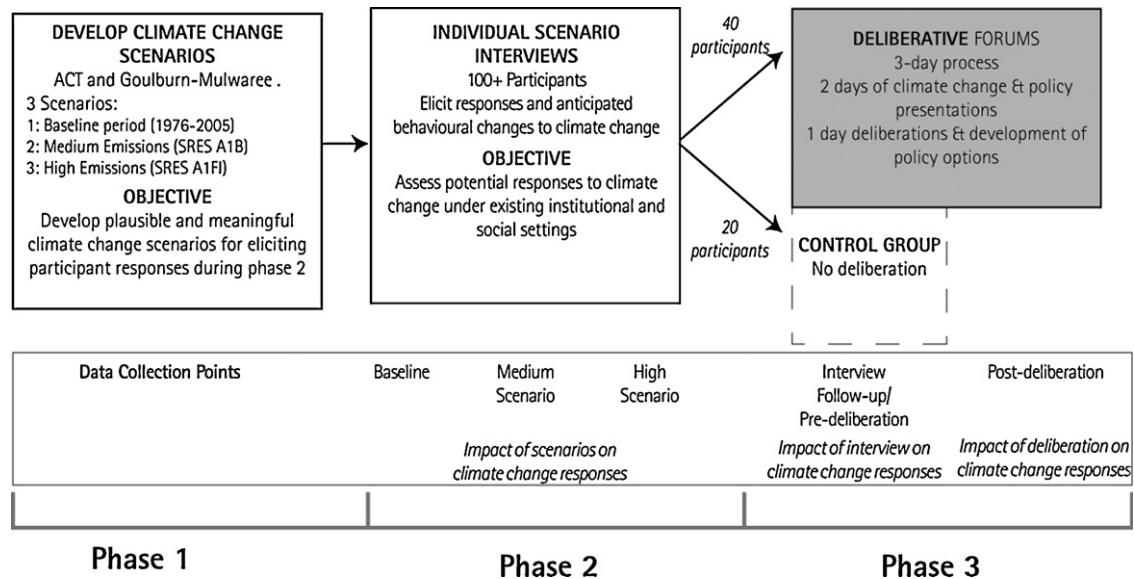 DEVELOP CLIMATE CHANGE
SCENARIOS
ACT and Goulburn-Mulwaree .
3 Scenarios:
1: Baseline period (1976-2005)
2: Medium Emissions (SRES A1B)
3: High Emissions (SRES A1FI)
OBJECTIVE
Develop plausible and meaningful
climate change scenarios for eliciting
participant responses during phase 2
INDIVIDUAL SCENARIO
INTERVIEWS
100+ Participants
Elicit responses and anticipated
behavioural changes to climate change
OBJECTIVE
Assess potential responses to climate
change under existing institutional and
social settings
40
participants
20
participants
DELIBERATIVE FORUMS
3-day process
2 days of climate change & policy
presentations
1 day deliberations & development of
policy options
CONTROL GROUP
No deliberation
Data Collection Points
Baseline
Medium
Scenario
High
Scenario
Impact of scenarios on
climate change responses
Interview
Follow-up/
Pre-deliberation
Impact of interview on
climate change responses
Post-deliberation
Impact of deliberation on
climate change responses
Phase 1
Phase 2
Phase 3